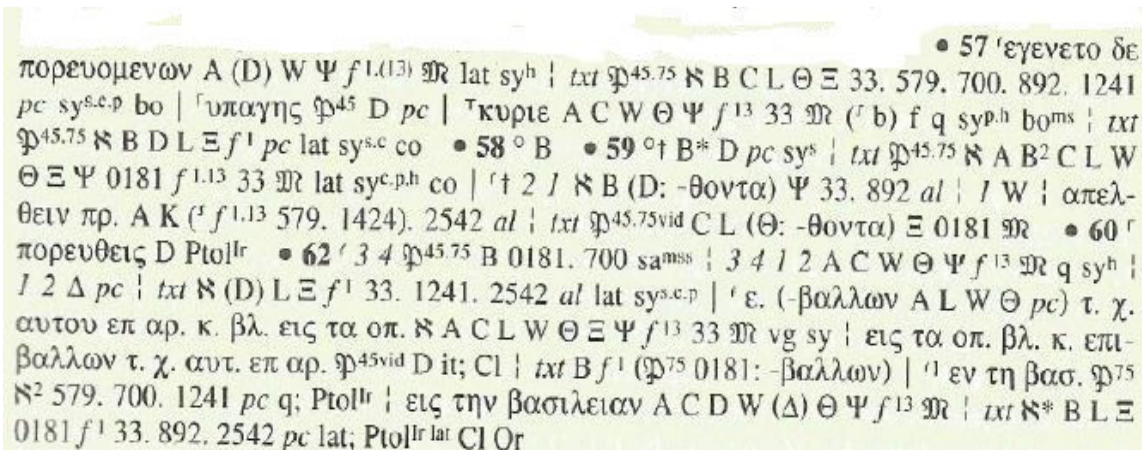 • 57 ⸂εγενετο δε
πορευομενων A (D) W Ψ f 1.(13) 𝔐 lat syh ¦ txt 𝔓45.75 ℵ B C L Θ Ξ 33. 579. 700. 892. 1241
pc sys.c.p bo | ⸀υπαγης 𝔓45 D pc | ⸆κυριε A C W Θ Ψ f 13 33 𝔐 (⸉ b) f q syp.h boms ¦ txt
𝔓45.75 ℵ B D L Ξ f 1 pc lat sys.c co • 58 ° B • 59 °† B* D pc sys ¦ txt 𝔓45.75 ℵ A B2 C L W
Θ Ξ Ψ 0181 f 1.13 33 𝔐 lat syc.p.h co | ⸂† 2 1 ℵ B (D: -θοντα) Ψ 33. 892 al ¦ 1 W ¦ απελ-
θειν πρ. A K (⸉ f 1.13 579. 1424). 2542 al ¦ txt 𝔓45.75vid C L (Θ: -θοντα) Ξ 0181 𝔐 • 60 ⸀
πορευθεις D PtolIr • 62 ⸂ 3 4 𝔓45.75 B 0181. 700 samss ¦ 3 4 1 2 A C W Θ Ψ f 13 𝔐 q syh ¦
1 2 Δ pc ¦ txt ℵ (D) L Ξ f 1 33. 1241. 2542 al lat sys.c.p | ⸂ ε. (-βαλλων A L W Θ pc) τ. χ.
αυτου επ αρ. κ. βλ. εις τα οπ. ℵ A C L W Θ Ξ Ψ f 13 33 𝔐 vg sy ¦ εις τα οπ. βλ. κ. επι-
βαλλων τ. χ. αυτ. επ αρ. 𝔓45vid D it; Cl ¦ txt B f 1 (𝔓75 0181: -βαλλων) | ⸂1 εν τη βασ. 𝔓75
ℵ2 579. 700. 1241 pc q; PtolIr ¦ εις την βασιλειαν A C D W (Δ) Θ Ψ f 13 𝔐 ¦ txt ℵ* B L Ξ
0181 f 1 33. 892. 2542 pc lat; PtolIr lat Cl Or